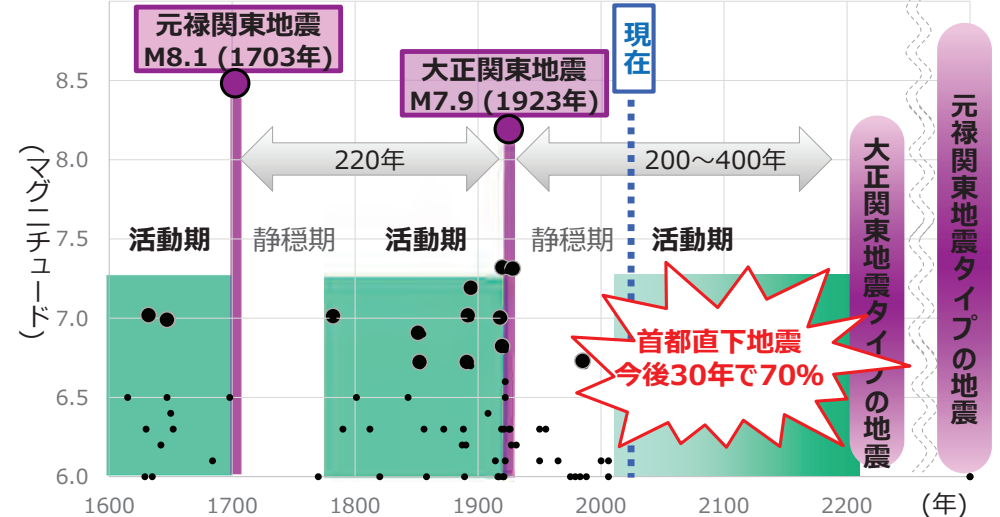 元禄関東地震
M8.1 (1703年)
大正関東地震
M7.9 (1923年)
現在
(マグニチュード)
8.5
8.0
7.5
7.0
6.5
6.0
220年
200～400年
活動期
静穏期
活動期
静穏期
活動期
首都直下地震
今後30年で70%
大正関東地震タイプの地震
元禄関東地震タイプの地震
1600
1700
1800
1900
2000
2100
2200
(年)